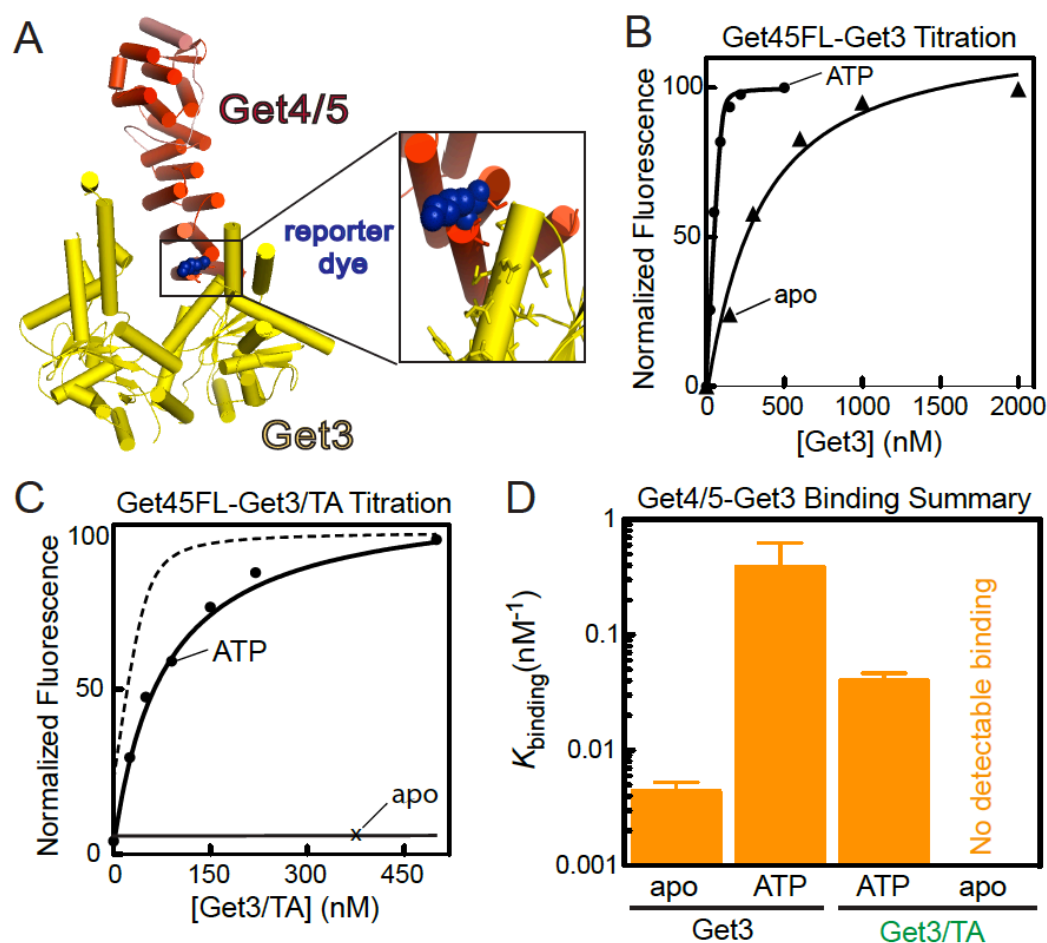 A
Get4/5
reporter
dye
Get3
B
Get45FL-Get3 Titration
Normalized Fluorescence
100
50
0
ATP
apo
0 500 1000 1500 2000
[Get3] (nM)
C
Get45FL-Get3/TA Titration
Normalized Fluorescence
100
50
0
ATP
apo
x
0 150 300 450
[Get3/TA] (nM)
D
Get4/5-Get3 Binding Summary
Kbinding(nM-1)
1
0.1
0.01
0.001
No detectable binding
apo ATP ATP apo
Get3 Get3/TA